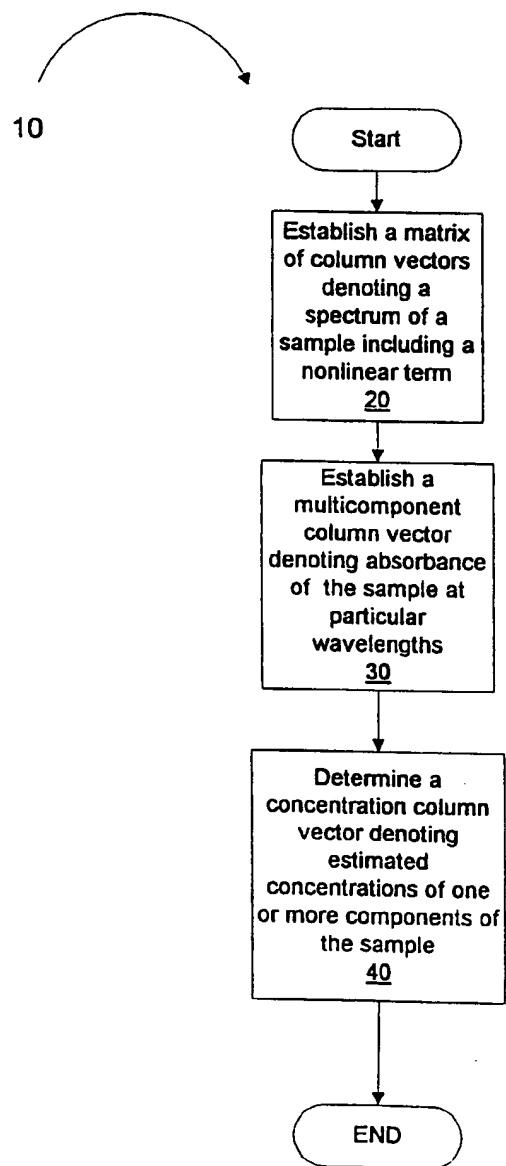 10
Start
Establish a matrix
of column vectors
denoting a
spectrum of a
sample including a
nonlinear term
20
Establish a
multicomponent
column vector
denoting absorbance
of the sample at
particular
wavelengths
30
Determine a
concentration column
vector denoting
estimated
concentrations of one
or more components of
the sample
40
END